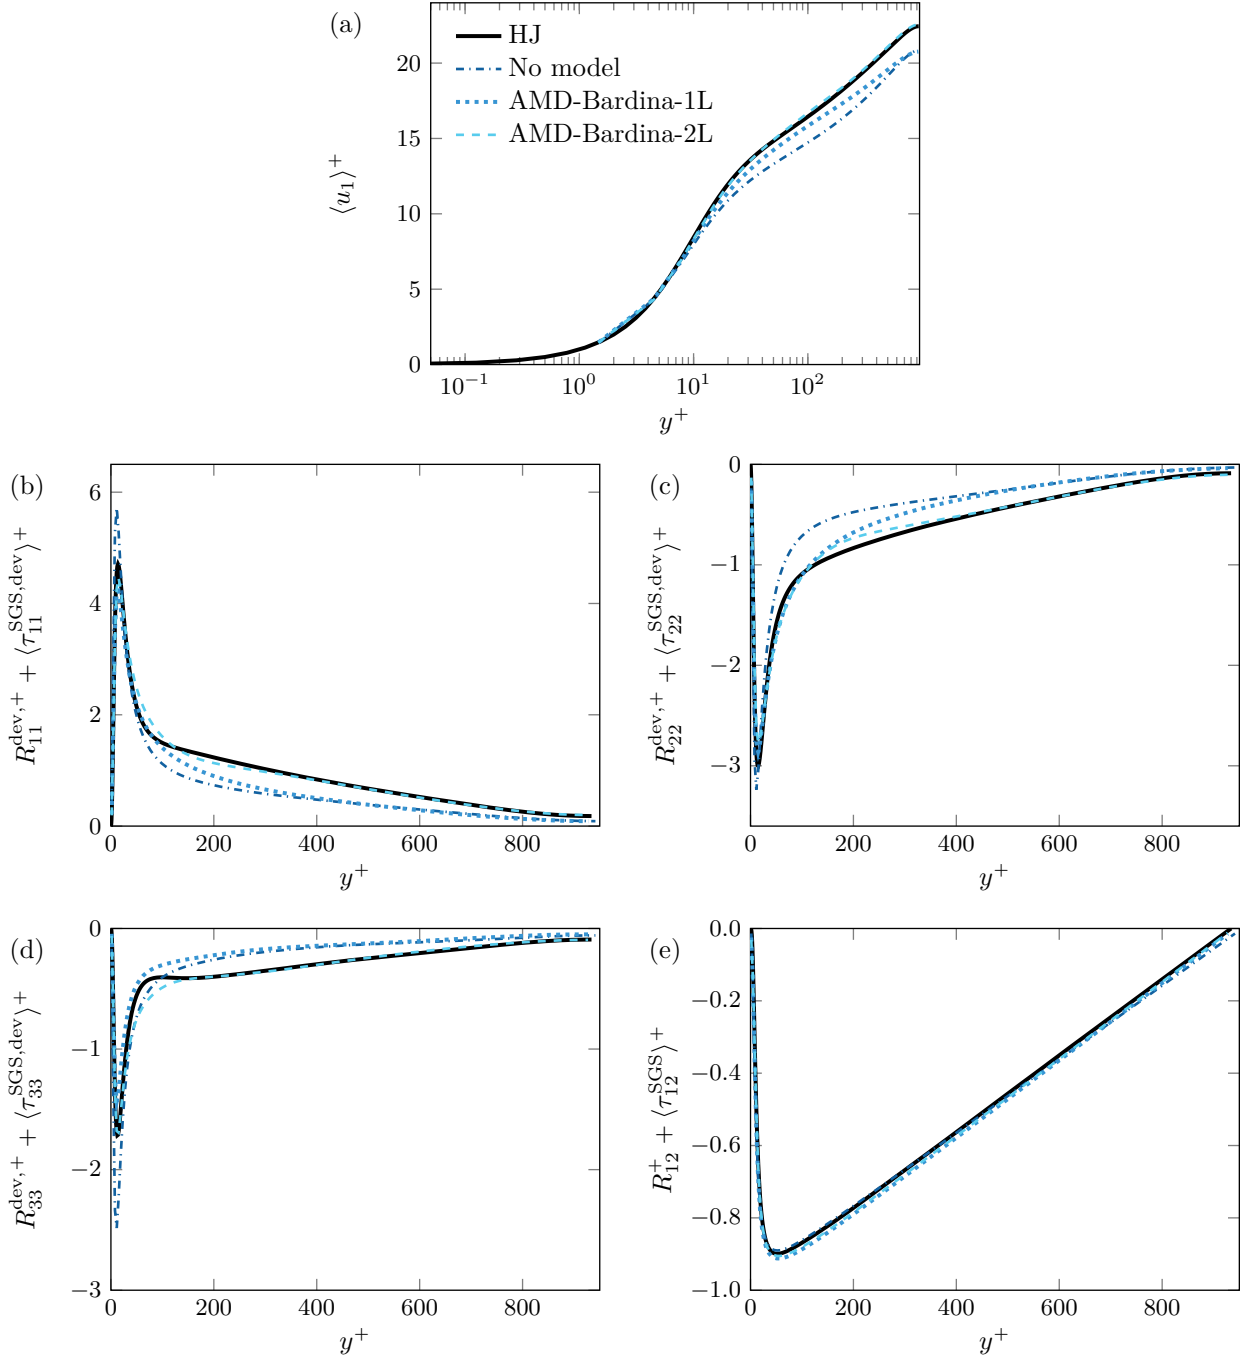 (a)
HJ
No model
AMD-Bardina-1L
AMD-Bardina-2L
20
15
10
5
0
⟨u₁⟩⁺
10⁻¹ 10⁰ 10¹ 10²
y⁺
(b)
6
4
2
0
R₁₁^{dev,+} + ⟨τ₁₁^{SGS,dev}⟩⁺
0 200 400 600 800
y⁺
(c)
0
−1
−2
−3
R₂₂^{dev,+} + ⟨τ₂₂^{SGS,dev}⟩⁺
0 200 400 600 800
y⁺
(d)
0
−1
−2
−3
R₃₃^{dev,+} + ⟨τ₃₃^{SGS,dev}⟩⁺
0 200 400 600 800
y⁺
(e)
0.0
−0.2
−0.4
−0.6
−0.8
−1.0
R₁₂⁺ + ⟨τ₁₂^{SGS}⟩⁺
0 200 400 600 800
y⁺